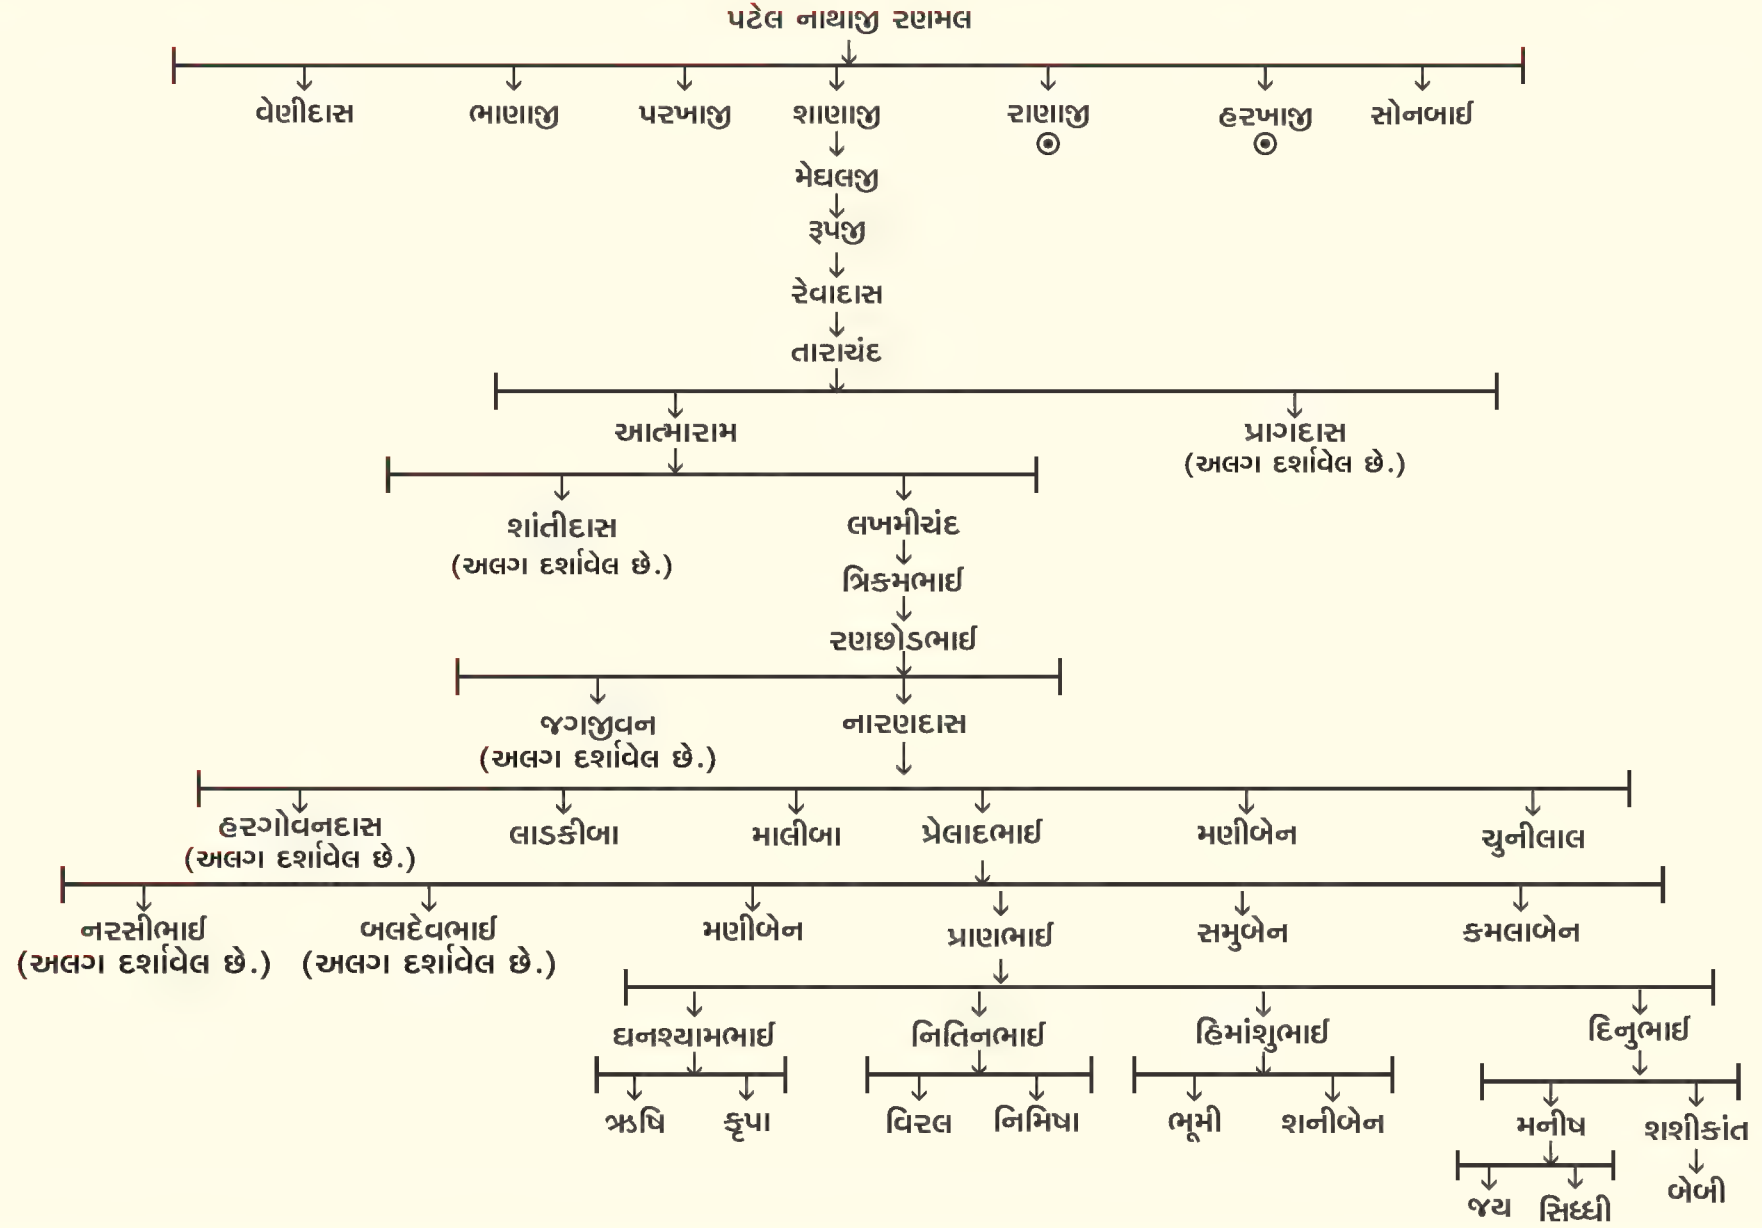 પટેલ નાથાજી રણમલ
વેણીદાસ ભાણાજી પરખાજી શાણાજી રાણાજી હરખાજી સોનબાઈ
મેઘલજી
રૂપજી
રેવાદાસ
તારાચંદ
આત્મારામ પ્રાગદાસ
(અલગ દર્શાવેલ છે.)
શાંતીદાસ લખમીચંદ
(અલગ દર્શાવેલ છે.)
ત્રિકમભાઈ
રણછોડભાઈ
જગજીવન નારણદાસ
(અલગ દર્શાવેલ છે.)
હરગોવનદાસ લાડકીબા માલીબા પ્રેલાદભાઈ મણીબેન ચુનીલાલ
(અલગ દર્શાવેલ છે.)
નરસીભાઈ બલદેવભાઈ મણીબેન પ્રાણભાઈ સમુબેન કમલાબેન
(અલગ દર્શાવેલ છે.) (અલગ દર્શાવેલ છે.)
ઘનશ્યામભાઈ નિતિનભાઈ હિમાંશુભાઈ દિનુભાઈ
ઋષિ કૃપા વિરલ નિમિષા ભૂમી શનીબેન મનીષ શશીકાંત
જય સિધ્ધી બેબી